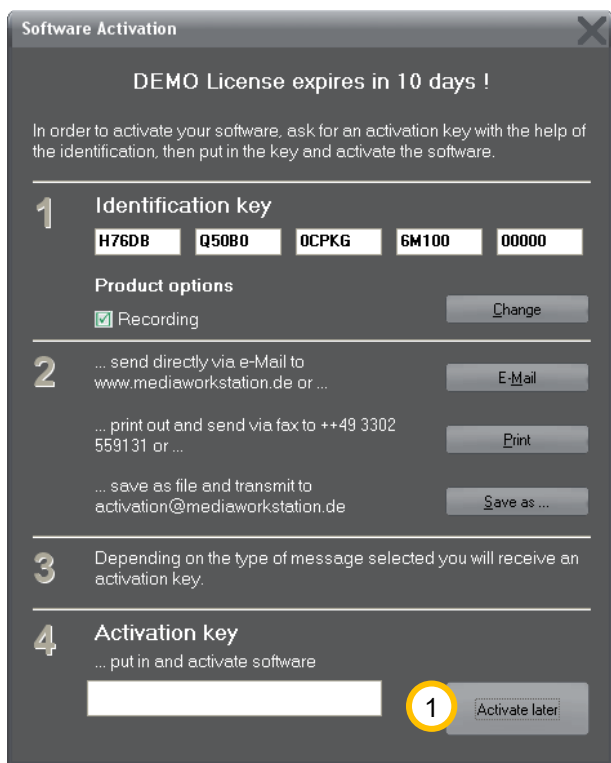 Software Activation
DEMO License expires in 10 days !
In order to activate your software, ask for an activation key with the help of
the identification, then put in the key and activate the software.
1 Identification key
H76DB Q50B0 0CPKG 6M100 00000
Product options
Recording Change
2 ... send directly via e-Mail to
www.mediaworkstation.de or ... E-Mail
... print out and send via fax to ++49 3302
559131 or ... Print
... save as file and transmit to
activation@mediaworkstation.de Save as ...
3 Depending on the type of message selected you will receive an
activation key.
4 Activation key
... put in and activate software
1 Activate later